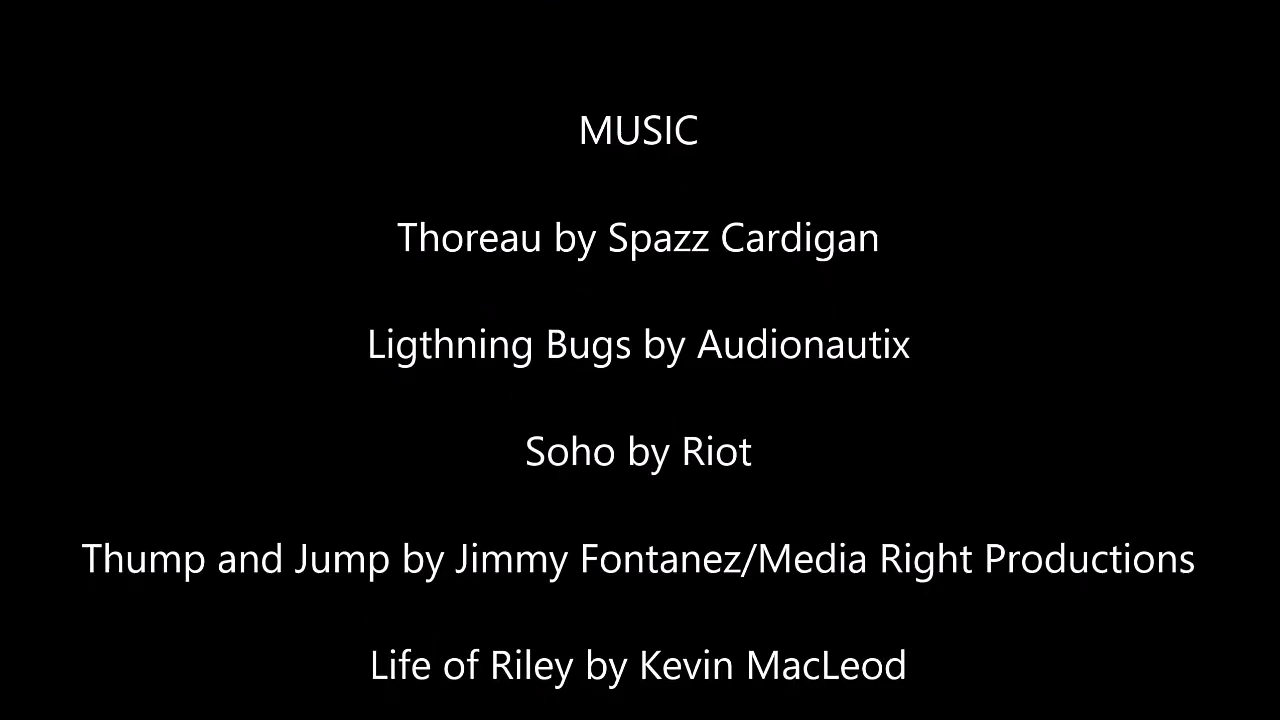 MUSIC
Thoreau by Spazz Cardigan
Ligthning Bugs by Audionautix
Soho by Riot
Thump and Jump by Jimmy Fontanez/Media Right Productions
Life of Riley by Kevin MacLeod